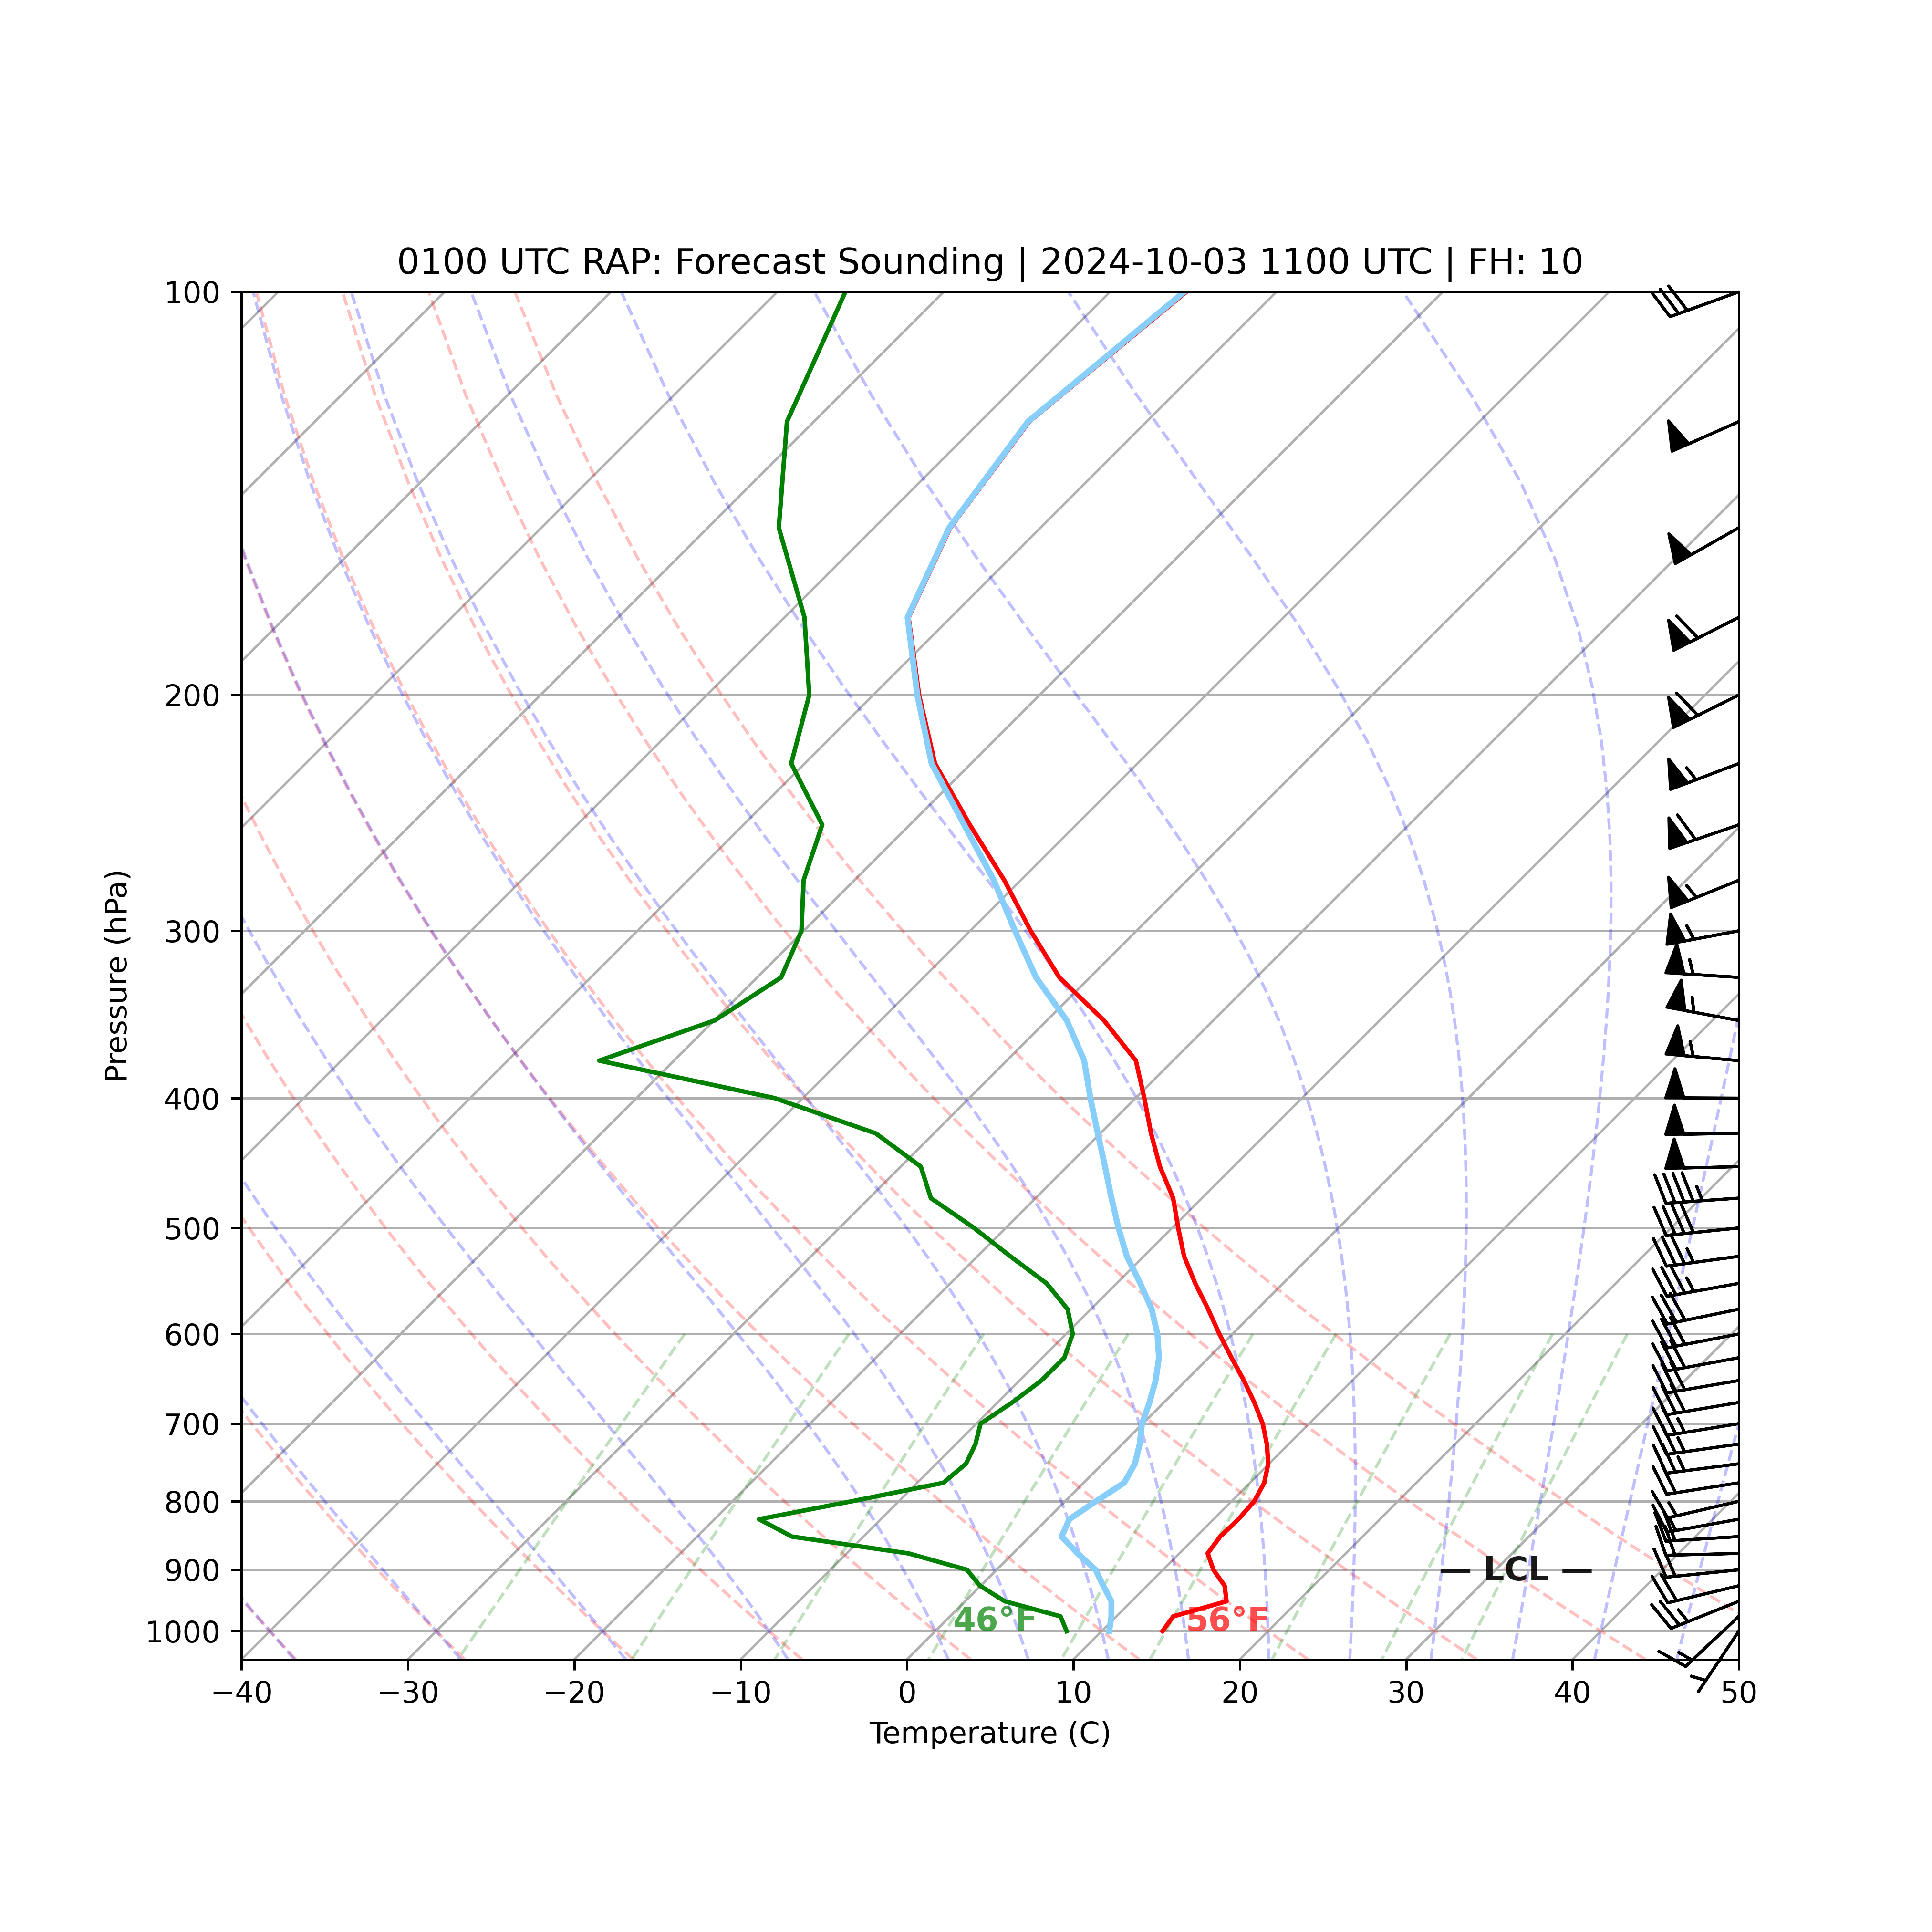 0100 UTC RAP: Forecast Sounding | 2024-10-03 1100 UTC | FH: 10
100
200
300
400
500
600
700
800
900
1000
Pressure (hPa)
— LCL —
46°F
56°F
−40 −30 −20 −10 0 10 20 30 40 50
Temperature (C)